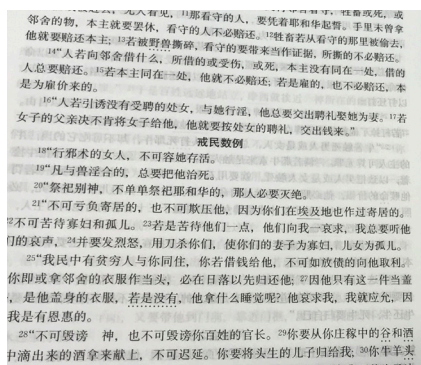 无人看见，11那看守的人，要凭着耶和华起誓。手里未曾拿
邻舍的物，本主就要罢休，看守的人不必赔还。12牲畜若从看守的那里被偷去，
他就要赔还本主；13若被野兽撕碎，看守的要带来当作证据，所撕的不必赔还。
14“人若向邻舍借什么，所借的或受伤，或死，本主没有同在一处，借的
人总要赔还。15若本主同在一处，他就不必赔还；若是雇的，也不必赔还，本
是为雇价来的。
16“人若引诱没有受聘的处女，与她行淫，他总要交出聘礼娶她为妻。17若
女子的父亲决不肯将女子给他，他就要按处女的聘礼，交出钱来。”
戒民数例
18“行邪术的女人，不可容她存活。
19“凡与兽淫合的，总要把他治死。
20“祭祀别神，不单单祭祀耶和华的，那人必要灭绝。
21“不可亏负寄居的，也不可欺压他，因为你们在埃及地也作过寄居的。
不可苦待寡妇和孤儿。23若是苦待他们一点，他们向我一哀求，我总要听他
们的哀声，24并要发烈怒，用刀杀你们，使你们的妻子为寡妇，儿女为孤儿。
25“我民中有贫穷人与你同住，你若借钱给他，不可如放债的向他取利。
你即或拿邻舍的衣服作当头，必在日落以先归还他；27因他只有这一件当盖
，是他盖身的衣服，若是没有，他拿什么睡觉呢？他哀求我，我就应允，因
我是有恩惠的。
28“不可毁谤 神，也不可毁谤你百姓的官长。29你要从你庄稼中的谷和酒
中滴出来的酒拿来献上，不可迟延。你要将头生的儿子归给我；30你牛羊头